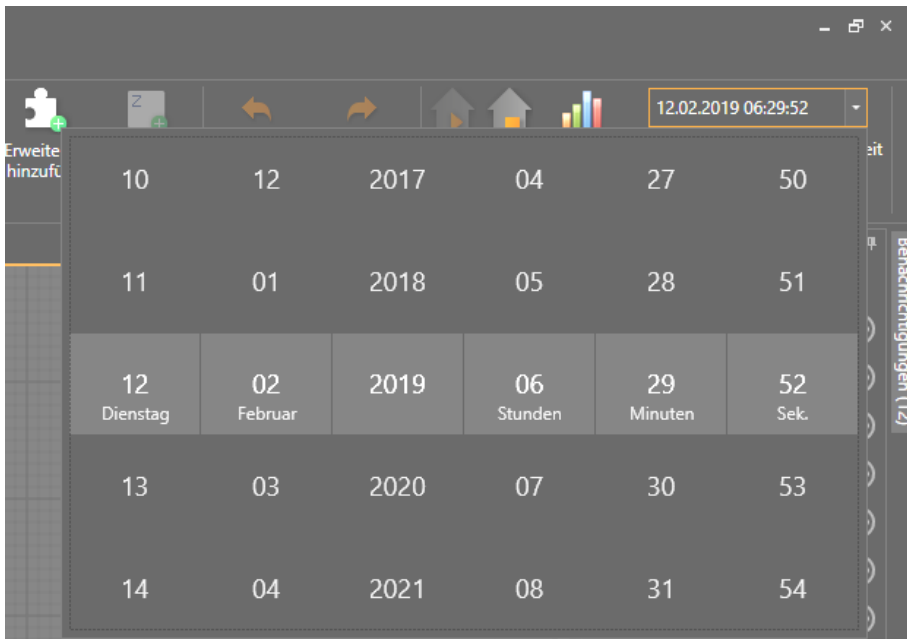 12.02.2019 06:29:52
Z
Erweite
hinzufü
eit
10 12 2017 04 27 50
11 01 2018 05 28 51
12 02 2019 06 29 52
Dienstag Februar Stunden Minuten Sek.
13 03 2020 07 30 53
14 04 2021 08 31 54
Benachrichtigungen (12)